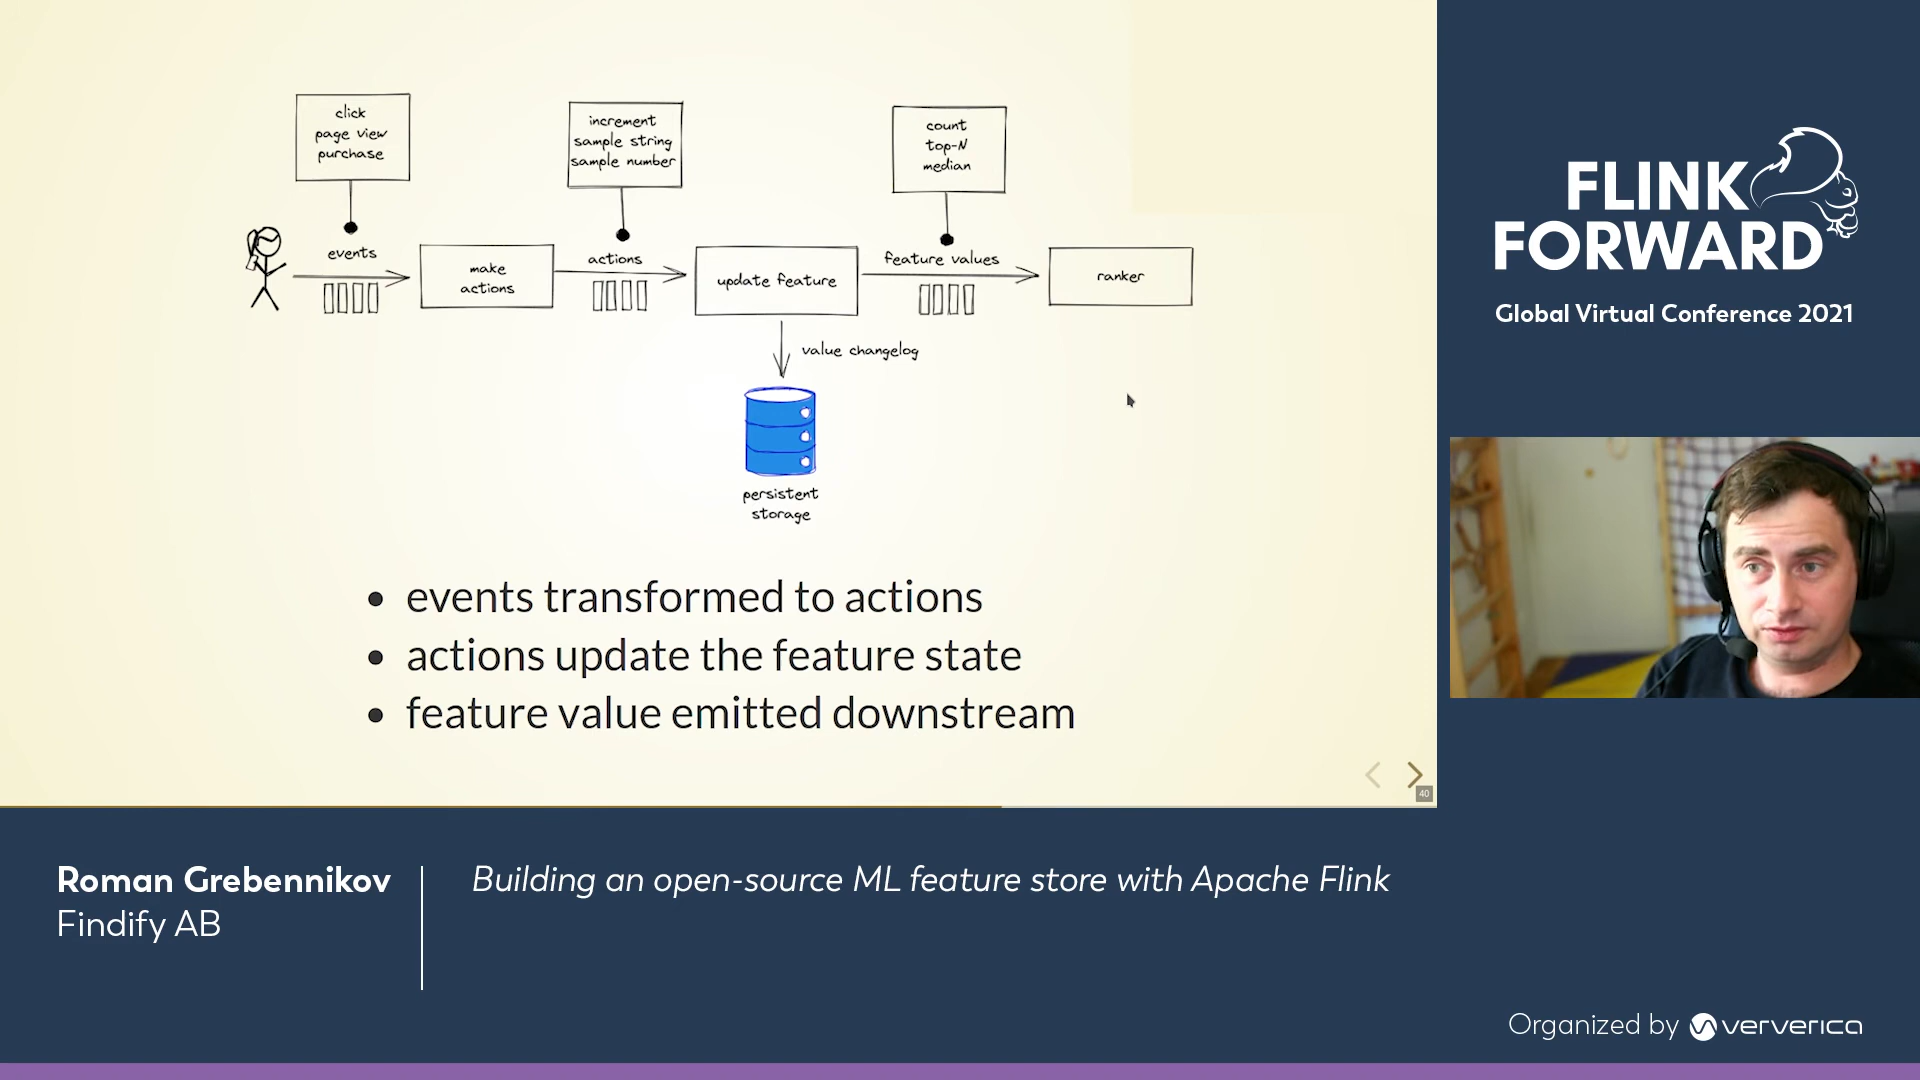 click
page view
purchase
increment
sample string
sample number
count
top-N
median
events
make
actions
actions
update feature
feature values
ranker
value changelog
persistent
storage
• events transformed to actions
• actions update the feature state
• feature value emitted downstream
40
FLINK
FORWARD
Global Virtual Conference 2021
Roman Grebennikov
Findify AB
Building an open-source ML feature store with Apache Flink
Organized by ververica